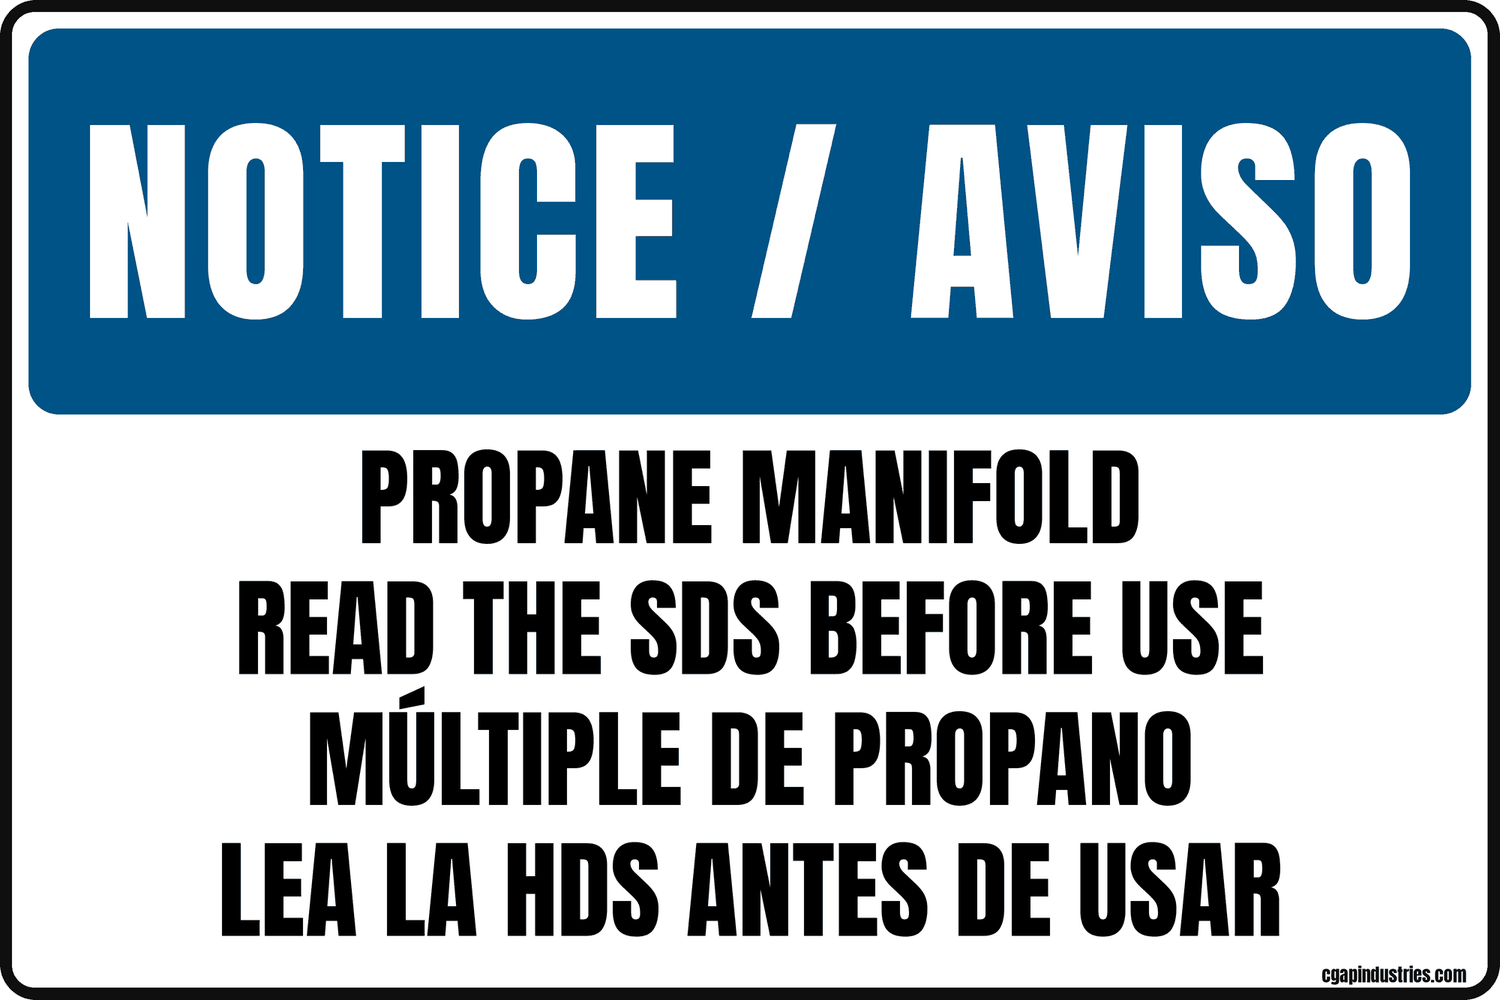 NOTICE / AVISO
PROPANE MANIFOLD
READ THE SDS BEFORE USE
MÚLTIPLE DE PROPANO
LEA LA HDS ANTES DE USAR
cgapindustries.com